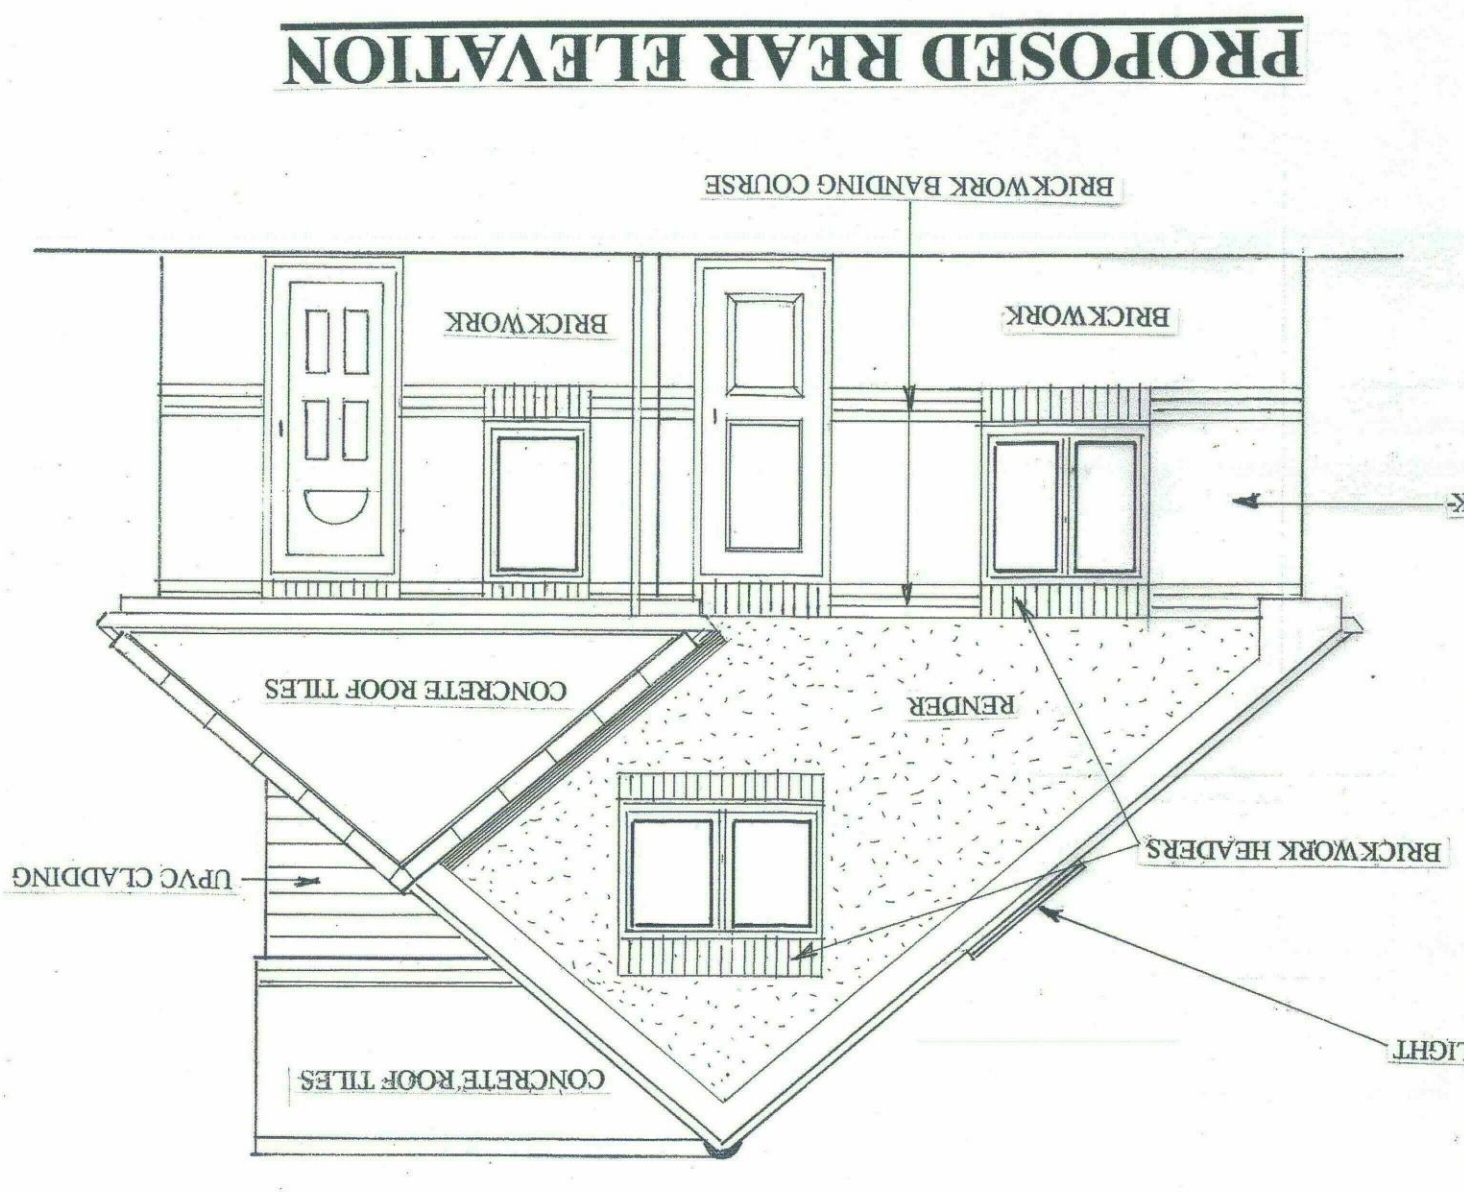 CONCRETE ROOF TILES
LIGHT
UPVC CLADDING
BRICKWORK HEADERS
RENDER
CONCRETE ROOF TILES
K
BRICKWORK
BRICKWORK
BRICKWORK BANDING COURSE
PROPOSED REAR ELEVATION